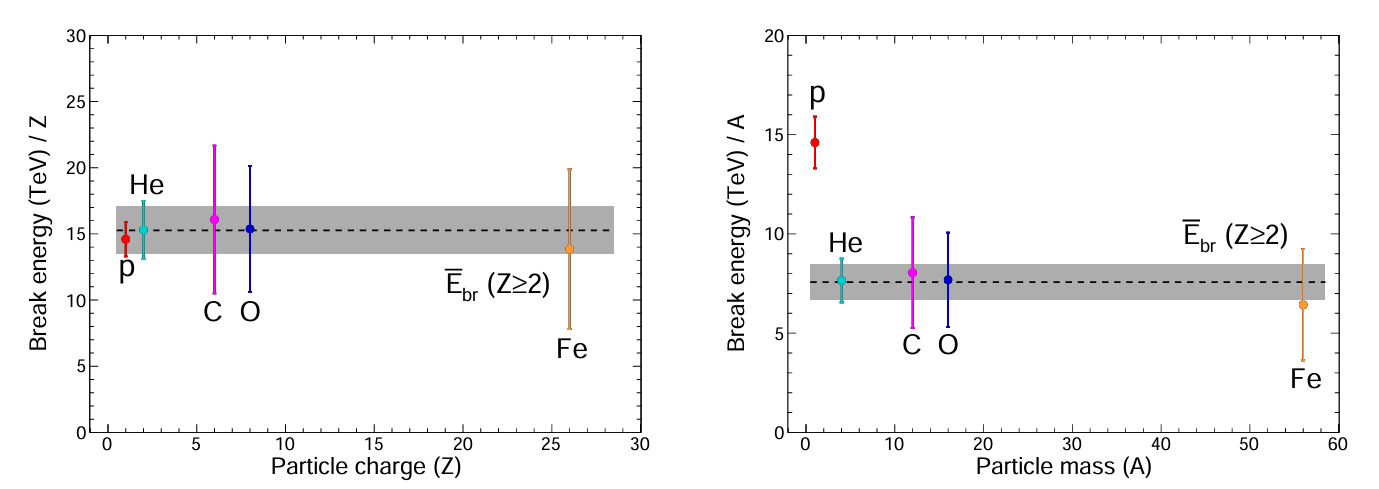 Break energy (TeV) / Z
30
25
20
15
10
5
0
He
p
C
O
E̅br (Z≥2)
Fe
0 5 10 15 20 25 30
Particle charge (Z)
Break energy (TeV) / A
20
15
10
5
0
p
He
E̅br (Z≥2)
C
O
Fe
0 10 20 30 40 50 60
Particle mass (A)